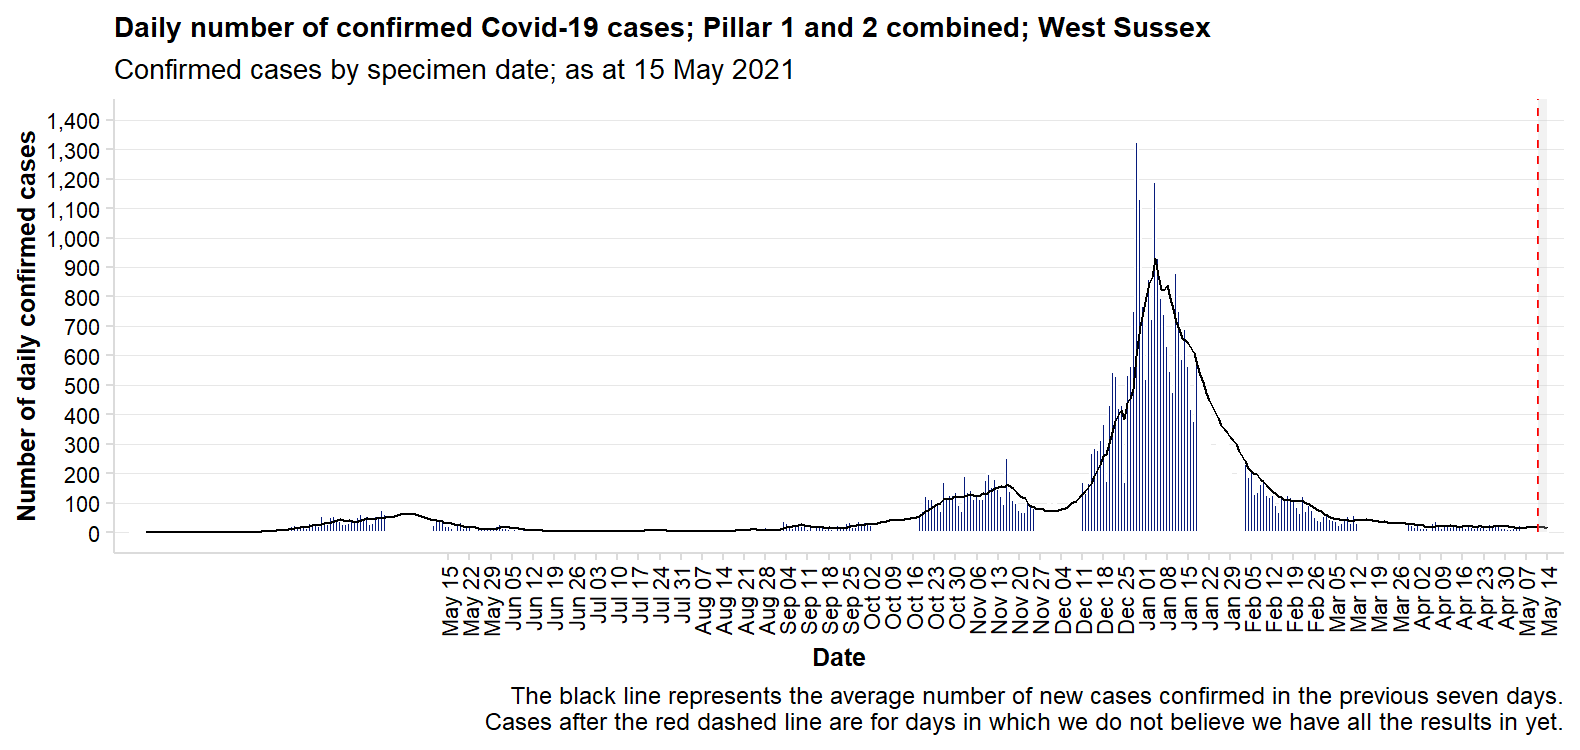 Daily number of confirmed Covid-19 cases; Pillar 1 and 2 combined; West Sussex
Confirmed cases by specimen date; as at 15 May 2021
Number of daily confirmed cases
1,400
1,300
1,200
1,100
1,000
900
800
700
600
500
400
300
200
100
0
May 15
May 22
May 29
Jun 05
Jun 12
Jun 19
Jun 26
Jul 03
Jul 10
Jul 17
Jul 24
Jul 31
Aug 07
Aug 14
Aug 21
Aug 28
Sep 04
Sep 11
Sep 18
Sep 25
Oct 02
Oct 09
Oct 16
Oct 23
Oct 30
Nov 06
Nov 13
Nov 20
Nov 27
Dec 04
Dec 11
Dec 18
Dec 25
Jan 01
Jan 08
Jan 15
Jan 22
Jan 29
Feb 05
Feb 12
Feb 19
Feb 26
Mar 05
Mar 12
Mar 19
Mar 26
Apr 02
Apr 09
Apr 16
Apr 23
Apr 30
May 07
May 14
Date
The black line represents the average number of new cases confirmed in the previous seven days.
Cases after the red dashed line are for days in which we do not believe we have all the results in yet.